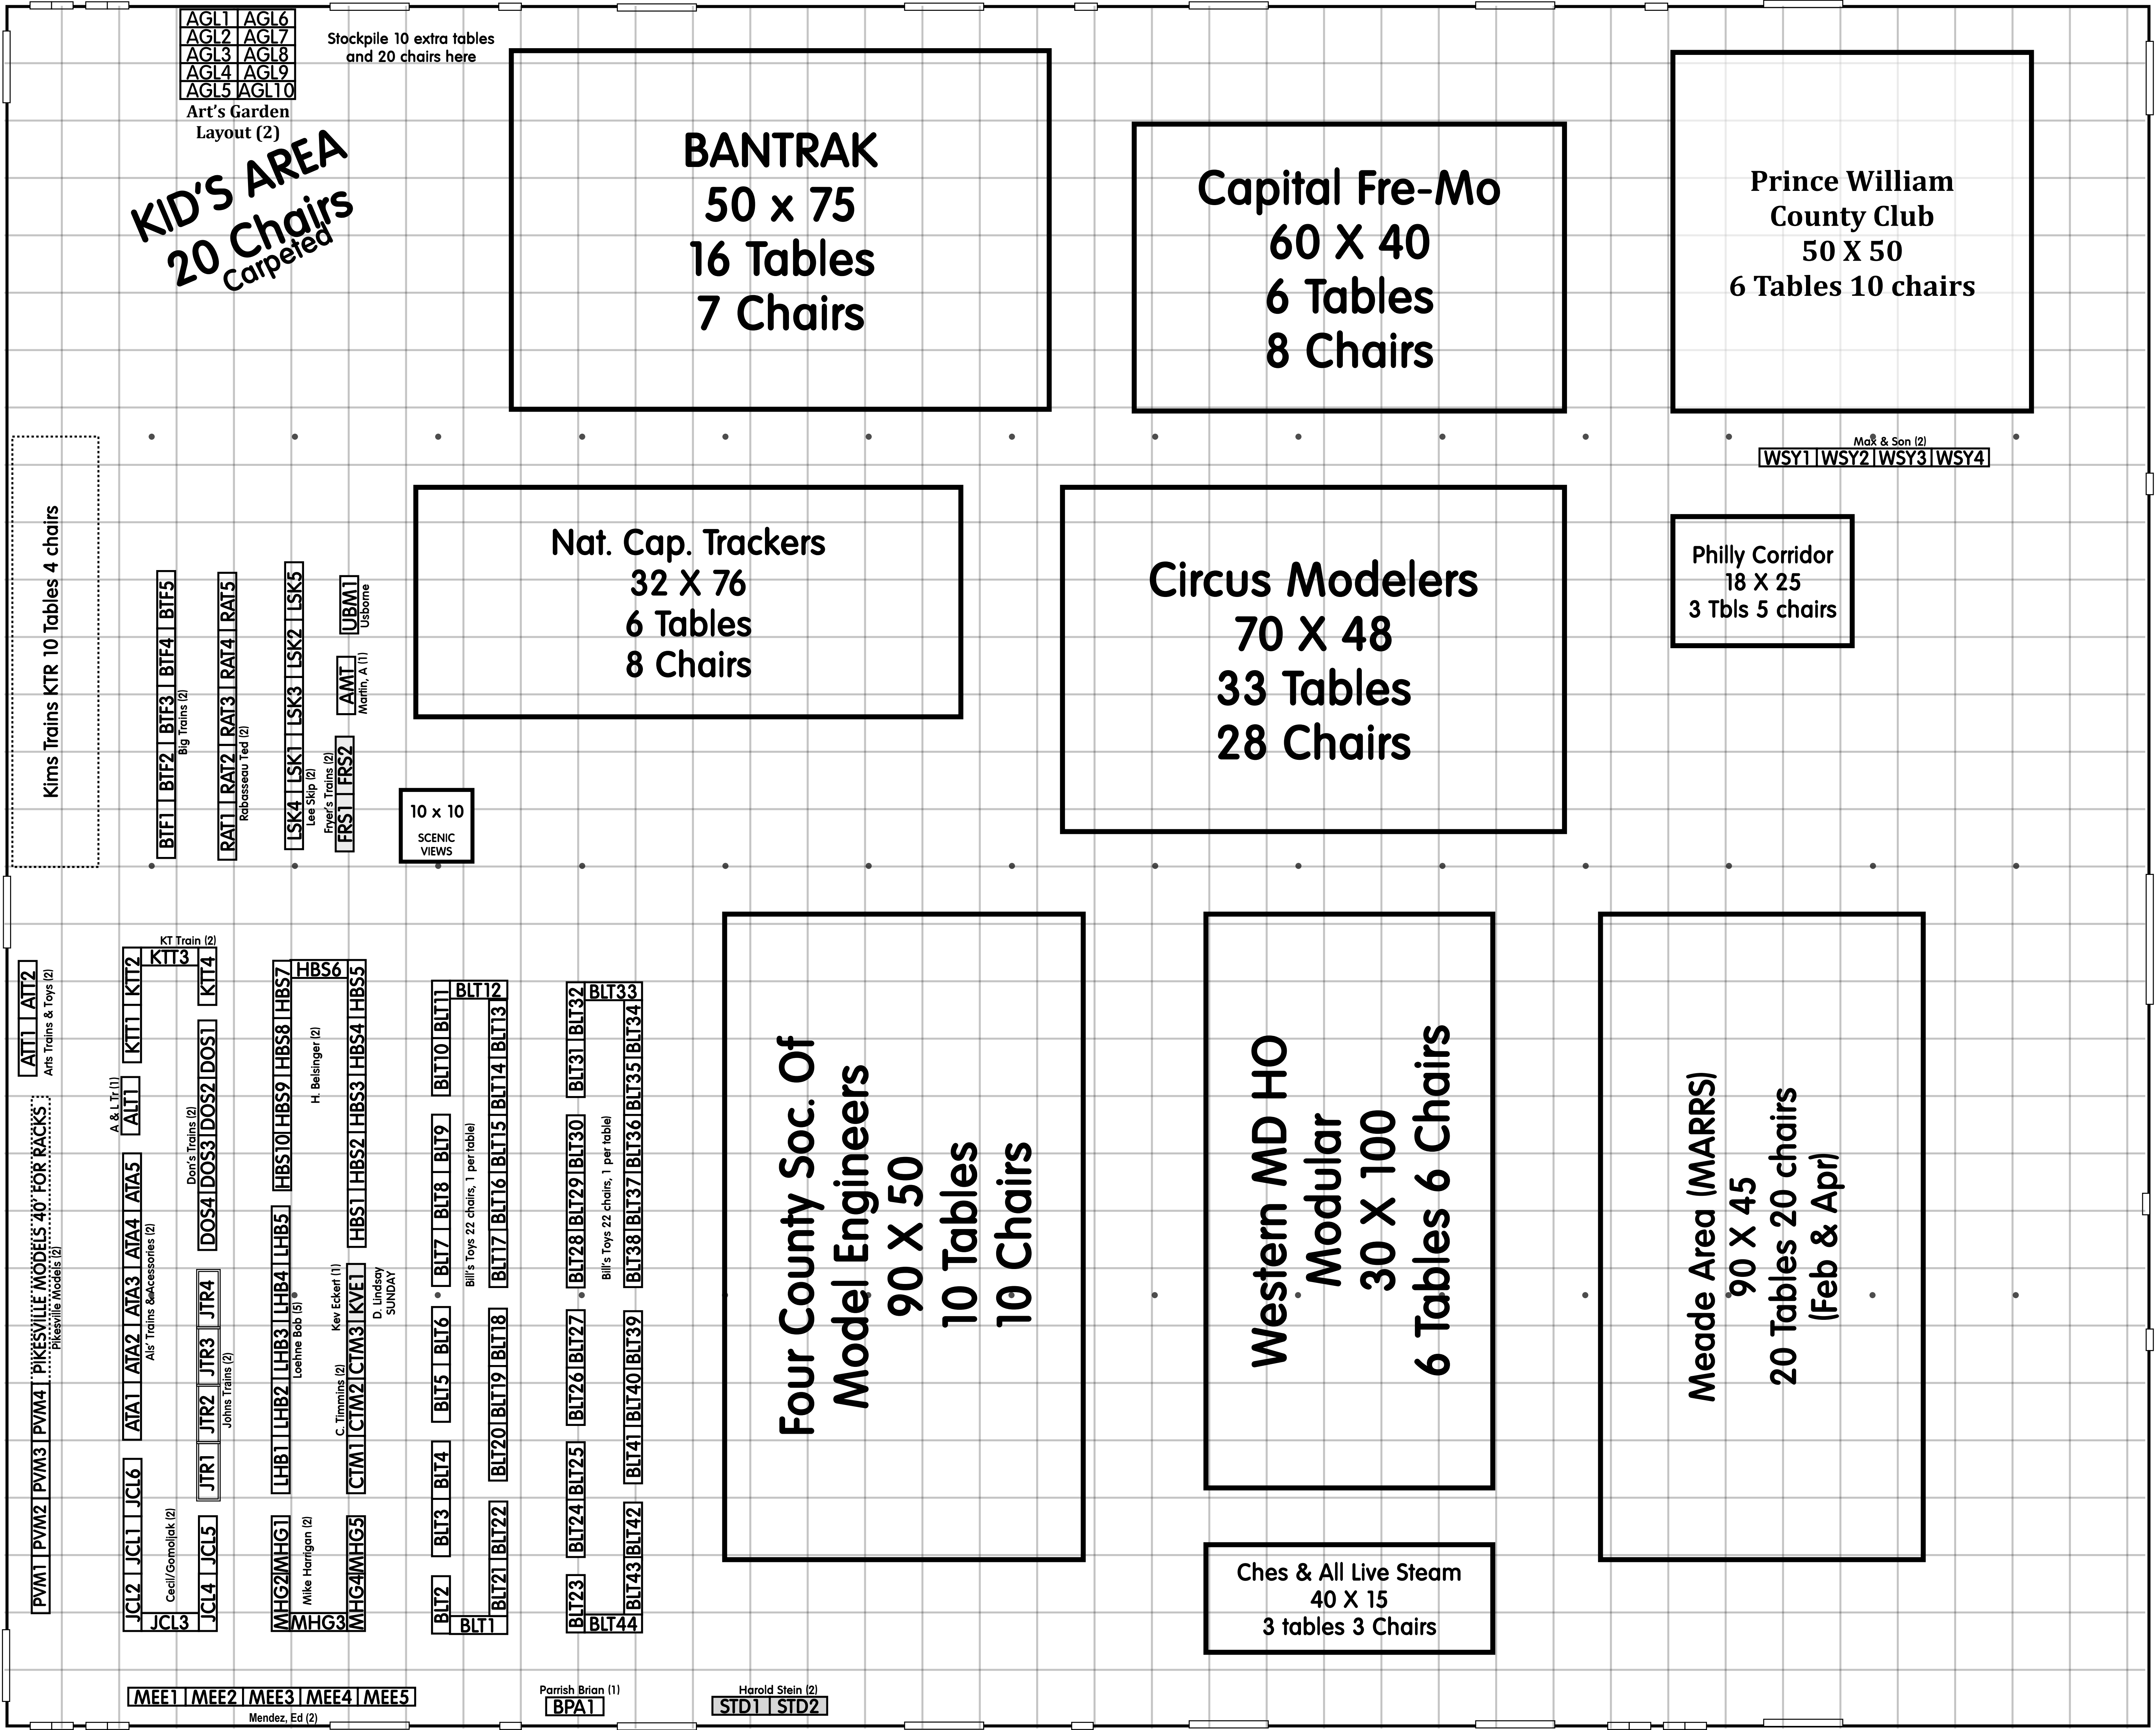 AGL1 AGL6
AGL2 AGL7
AGL3 AGL8
AGL4 AGL9
AGL5 AGL10
Art's Garden
Layout (2)
Stockpile 10 extra tables
and 20 chairs here
KID'S AREA
20 Chairs
Carpeted
BANTRAK
50 x 75
16 Tables
7 Chairs
Capital Fre-Mo
60 X 40
6 Tables
8 Chairs
Prince William
County Club
50 X 50
6 Tables 10 chairs
Max & Son (2)
WSY1 WSY2 WSY3 WSY4
Kims Trains KTR 10 Tables 4 chairs
BTF1 BTF2 BTF3 BTF4 BTF5
Big Trains (2)
RAT1 RAT2 RAT3 RAT4 RAT5
Rabasseau Ted (2)
LSK4 LSK1 LSK3 LSK2 LSK5
Lee Skip (2)
UBM1
Usborne
AMT
Martin, A (1)
Fryer's Trains (2)
FRS1 FRS2
10 x 10
SCENIC
VIEWS
Nat. Cap. Trackers
32 X 76
6 Tables
8 Chairs
Circus Modelers
70 X 48
33 Tables
28 Chairs
Philly Corridor
18 X 25
3 Tbls 5 chairs
ATT1 ATT2
Arts Trains & Toys (2)
PVM1 PVM2 PVM3 PVM4 PIKESVILLE MODELS 40' FOR RACKS
Pikesville Models (2)
KT Train (2)
KTT1 KTT2
KTT3
KTT4
A & L Tr (1)
ALT1
ATA1 ATA2 ATA3 ATA4 ATA5
Als' Trains &aAcessories (2)
Don's Trains (2)
DOS4 DOS3 DOS2 DOS1
JTR1 JTR2 JTR3 JTR4
Johns Trains (2)
JCL2 JCL1 JCL6
Cecil/Gomoljak (2)
JCL3
JCL4 JCL5
HBS10 HBS9 HBS8 HBS7
HBS6
HBS1 HBS2 HBS3 HBS4 HBS5
H. Belsinger (2)
LHB1 LHB2 LHB3 LHB4 LHB5
Loehne Bob (5)
C. Timmins (2)
Kev Eckert (1)
CTM1 CTM2 CTM3 KVE1
D. Lindsay
SUNDAY
MHG2 MHG1
Mike Harrigan (2)
MHG3
MHG4 MHG5
BLT2 BLT3 BLT4 BLT5 BLT6 BLT7 BLT8 BLT9 BLT10 BLT11
BLT12
Bill's Toys 22 chairs, 1 per table)
BLT1
BLT21 BLT22 BLT20 BLT19 BLT18 BLT17 BLT16 BLT15 BLT14 BLT13
BLT23 BLT24 BLT25 BLT26 BLT27 BLT28 BLT29 BLT30 BLT31 BLT32
BLT33
Bill's Toys 22 chairs, 1 per table)
BLT44
BLT43 BLT42 BLT41 BLT40 BLT39 BLT38 BLT37 BLT36 BLT35 BLT34
Four County Soc. Of
Model Engineers
90 X 50
10 Tables
10 Chairs
Western MD HO
Modular
30 X 100
6 Tables 6 Chairs
Meade Area (MARRS)
90 X 45
20 Tables 20 chairs
(Feb & Apr)
Ches & All Live Steam
40 X 15
3 tables 3 Chairs
MEE1 MEE2 MEE3 MEE4 MEE5
Mendez, Ed (2)
Parrish Brian (1)
BPA1
Harold Stein (2)
STD1 STD2